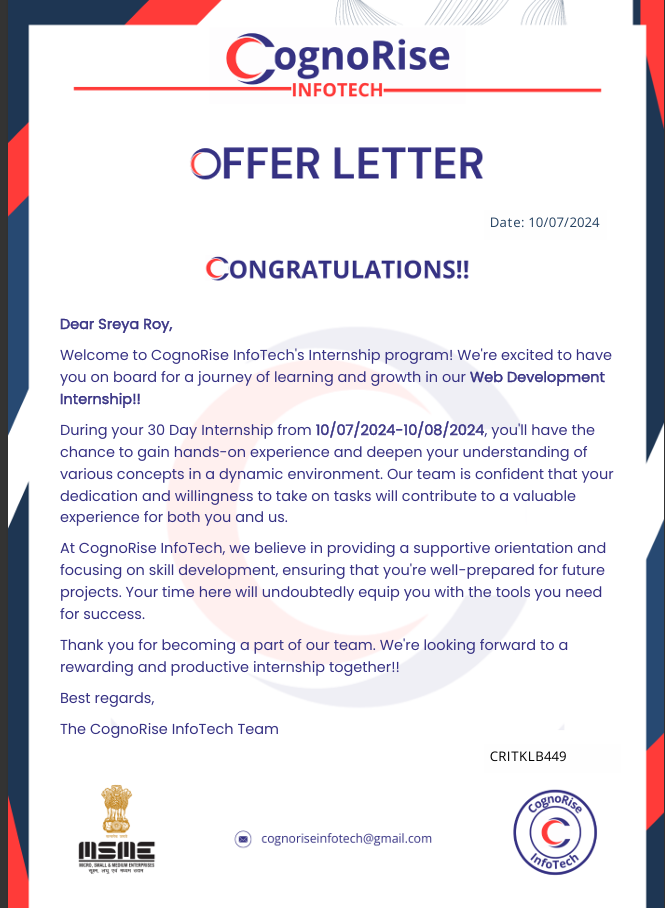 CognoRise
INFOTECH
OFFER LETTER
Date: 10/07/2024
CONGRATULATIONS!!
Dear Sreya Roy,
Welcome to CognoRise InfoTech's Internship program! We're excited to have
you on board for a journey of learning and growth in our Web Development
Internship!!
During your 30 Day Internship from 10/07/2024-10/08/2024, you'll have the
chance to gain hands-on experience and deepen your understanding of
various concepts in a dynamic environment. Our team is confident that your
dedication and willingness to take on tasks will contribute to a valuable
experience for both you and us.
At CognoRise InfoTech, we believe in providing a supportive orientation and
focusing on skill development, ensuring that you're well-prepared for future
projects. Your time here will undoubtedly equip you with the tools you need
for success.
Thank you for becoming a part of our team. We're looking forward to a
rewarding and productive internship together!!
Best regards,
The CognoRise InfoTech Team
CRITKLB449
MSME
MICRO, SMALL & MEDIUM ENTERPRISES
सूक्ष्म, लघु एवं मध्यम उद्यम
cognoriseinfotech@gmail.com
CognoRise
InfoTech